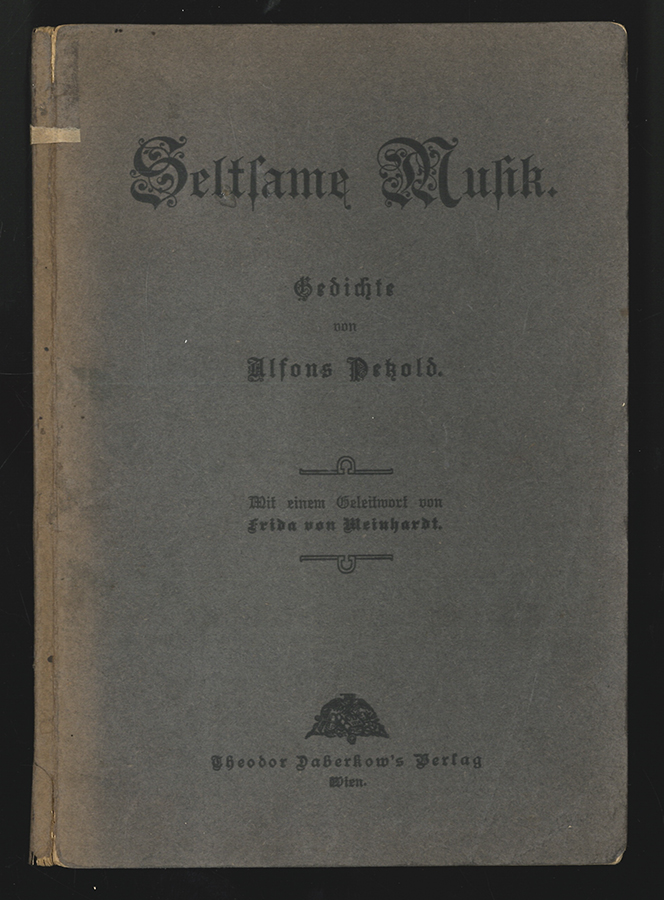 Seltsame Musik.
Gedichte
von
Alfons Petzold.
Mit einem Geleitwort von
Frida von Meinhardt.
Theodor Daberkow's Verlag
Wien.